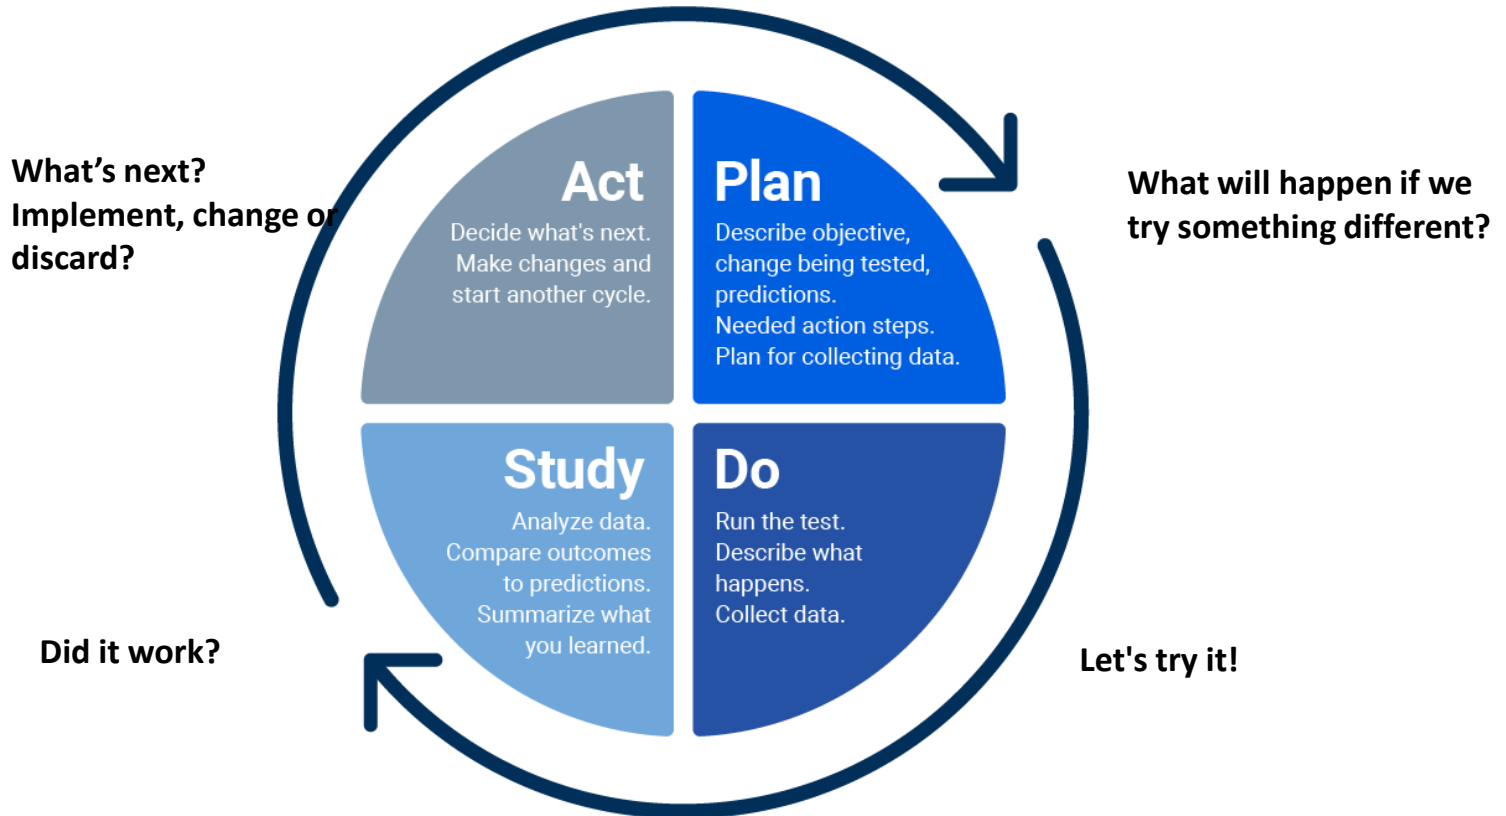 What’s next?
Implement, change or
discard?
Act
Decide what's next.
Make changes and
start another cycle.
Plan
Describe objective,
change being tested,
predictions.
Needed action steps.
Plan for collecting data.
What will happen if we
try something different?
Study
Analyze data.
Compare outcomes
to predictions.
Summarize what
you learned.
Do
Run the test.
Describe what
happens.
Collect data.
Did it work?
Let's try it!